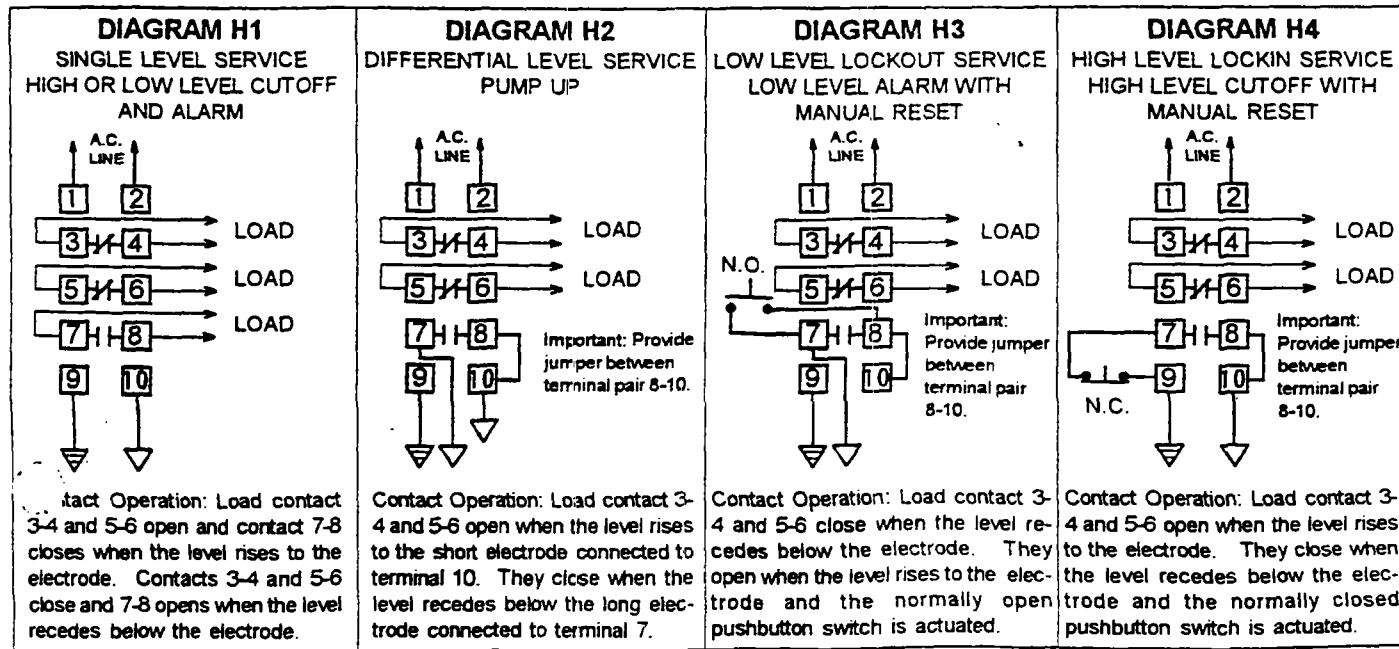 DIAGRAM H1
SINGLE LEVEL SERVICE
HIGH OR LOW LEVEL CUTOFF
AND ALARM
A.C.
LINE
1 2
LOAD
3 4
LOAD
5 6
LOAD
7 8
9 10
tact Operation: Load contact
3-4 and 5-6 open and contact 7-8
closes when the level rises to the
electrode. Contacts 3-4 and 5-6
close and 7-8 opens when the level
recedes below the electrode.
DIAGRAM H2
DIFFERENTIAL LEVEL SERVICE
PUMP UP
A.C.
LINE
1 2
LOAD
3 4
LOAD
5 6
7 8
9 10
Important: Provide
jumper between
terminal pair 8-10.
Contact Operation: Load contact 3-
4 and 5-6 open when the level rises
to the short electrode connected to
terminal 10. They close when the
level recedes below the long elec-
trode connected to terminal 7.
DIAGRAM H3
LOW LEVEL LOCKOUT SERVICE
LOW LEVEL ALARM WITH
MANUAL RESET
A.C.
LINE
1 2
LOAD
3 4
N.O.
LOAD
5 6
7 8
9 10
Important:
Provide jumper
between
terminal pair
8-10.
Contact Operation: Load contact 3-
4 and 5-6 close when the level re-
cedes below the electrode. They
open when the level rises to the elec-
trode and the normally open
pushbutton switch is actuated.
DIAGRAM H4
HIGH LEVEL LOCKIN SERVICE
HIGH LEVEL CUTOFF WITH
MANUAL RESET
A.C.
LINE
1 2
LOAD
3 4
LOAD
5 6
7 8
9 10
N.C.
Important:
Provide jumper
between
terminal pair
8-10.
Contact Operation: Load contact 3-
4 and 5-6 open when the level rises
to the electrode. They close when
the level recedes below the elec-
trode and the normally closed
pushbutton switch is actuated.